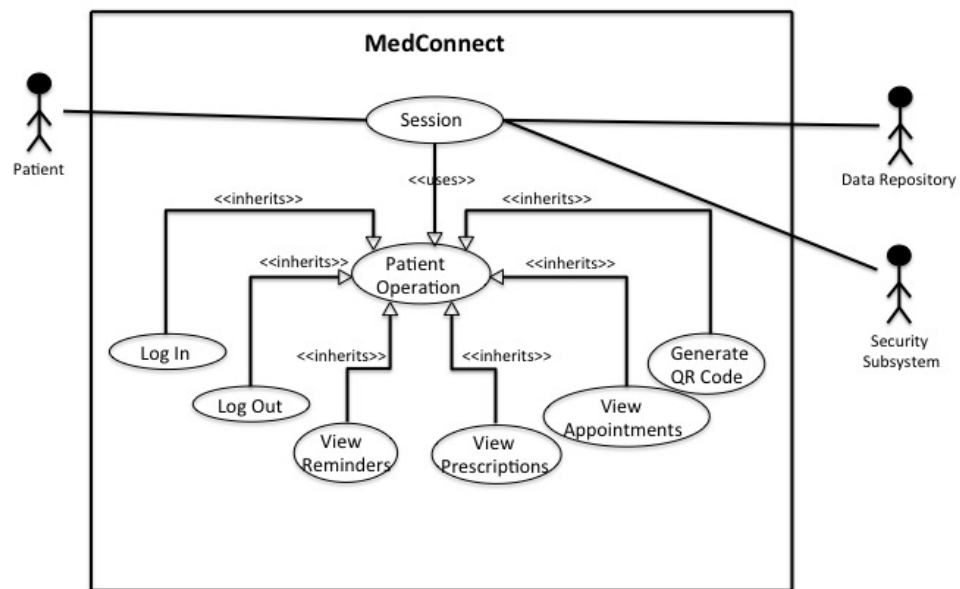 MedConnect
Session
Patient
Data Repository
<<uses>>
<<inherits>>
<<inherits>>
<<inherits>>
<<inherits>>
Patient
Operation
Security
Subsystem
Log In
<<inherits>>
<<inherits>>
Generate
QR Code
Log Out
View
Appointments
View
Reminders
View
Prescriptions